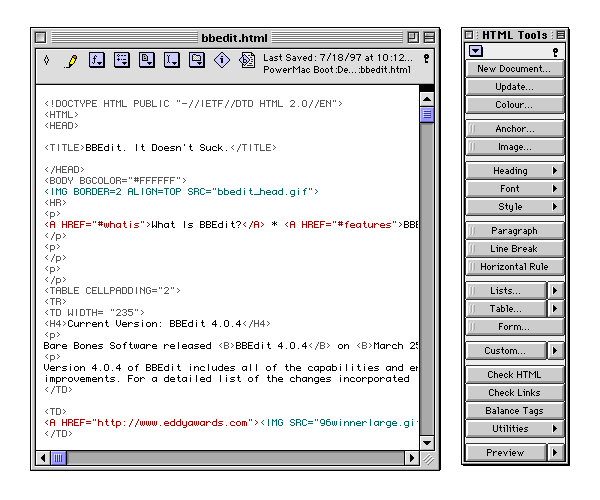 bbedit.html
Last Saved: 7/18/97 at 10:12...
PowerMac Boot:De...:bbedit.html
<!DOCTYPE HTML PUBLIC "-//IETF//DTD HTML 2.0//EN">
<HTML>
<HEAD>
<TITLE>BBEdit. It Doesn't Suck.</TITLE>
</HEAD>
<BODY BGCOLOR="#FFFFFF">
<IMG BORDER=2 ALIGN=TOP SRC="bbedit_head.gif">
<HR>
<p>
<A HREF="#whatis">What Is BBEdit?</A> * <A HREF="#features">BBE
</p>
<p>
</p>
<p>
</p>
<TABLE CELLPADDING="2">
<TR>
<TD WIDTH= "235">
<H4>Current Version: BBEdit 4.0.4</H4>
<p>
Bare Bones Software released <B>BBEdit 4.0.4</B> on <B>March 25
<p>
Version 4.0.4 of BBEdit includes all of the capabilities and en
improvements. For a detailed list of the changes incorporated
</TD>
<TD>
<A HREF="http://www.eddyawards.com"><IMG SRC="96winnerlarge.gi
</TD>
HTML Tools
New Document...
Update...
Colour...
Anchor...
Image...
Heading
Font
Style
Paragraph
Line Break
Horizontal Rule
Lists...
Table...
Form...
Custom...
Check HTML
Check Links
Balance Tags
Utilities
Preview